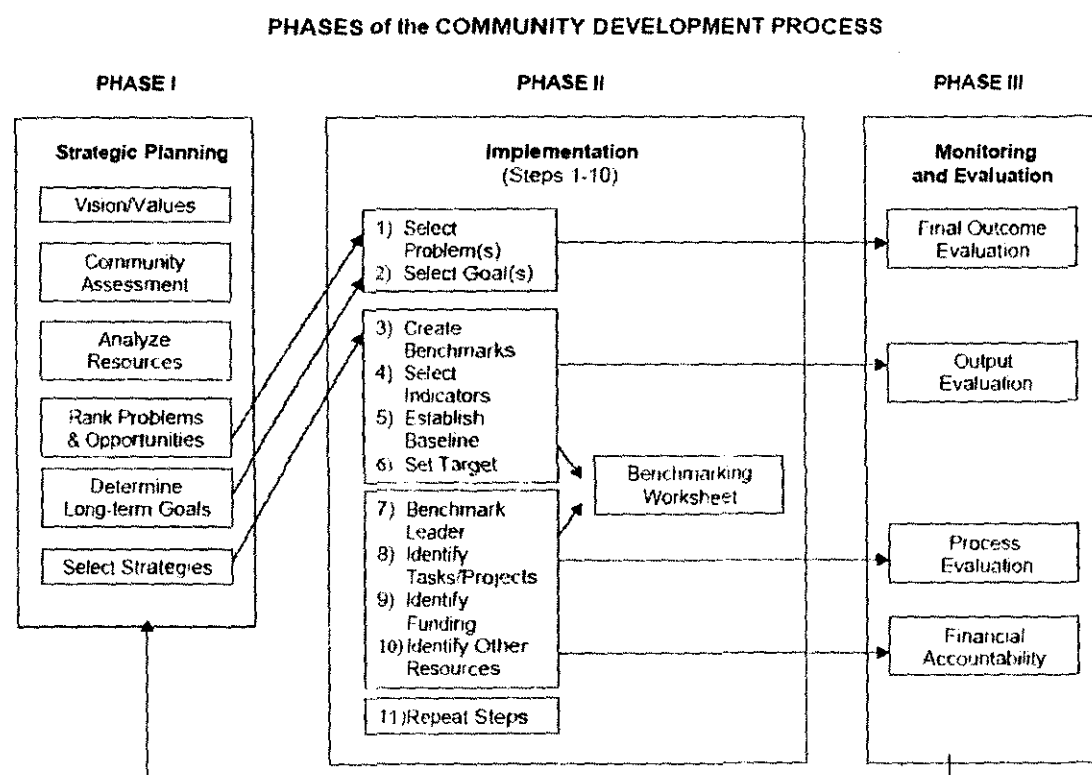 PHASES of the COMMUNITY DEVELOPMENT PROCESS
PHASE I
Strategic Planning
Vision/Values
Community
Assessment
Analyze
Resources
Rank Problems
& Opportunities
Determine
Long-term Goals
Select Strategies
PHASE II
Implementation
(Steps 1-10)
1) Select
Problem(s)
2) Select Goal(s)
3) Create
Benchmarks
4) Select
Indicators
5) Establish
Baseline
6) Set Target
7) Benchmark
Leader
8) Identify
Tasks/Projects
9) Identify
Funding
10) Identify Other
Resources
11) Repeat Steps
Benchmarking
Worksheet
PHASE III
Monitoring
and Evaluation
Final Outcome
Evaluation
Output
Evaluation
Process
Evaluation
Financial
Accountability